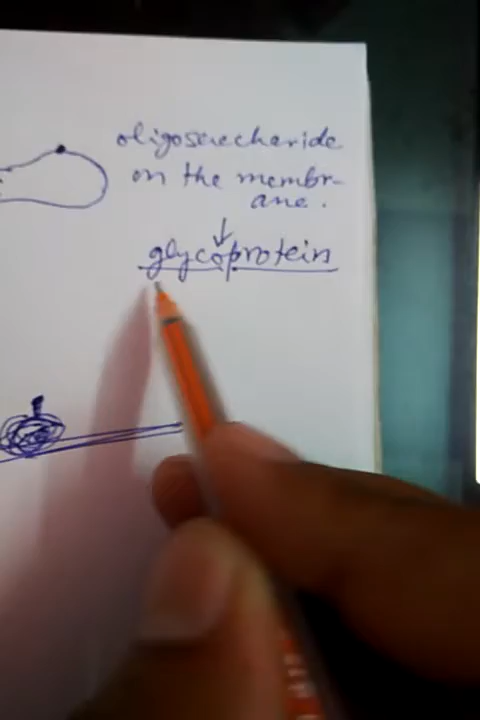 oligosaccharide
on the membr-
ane.
glycoprotein